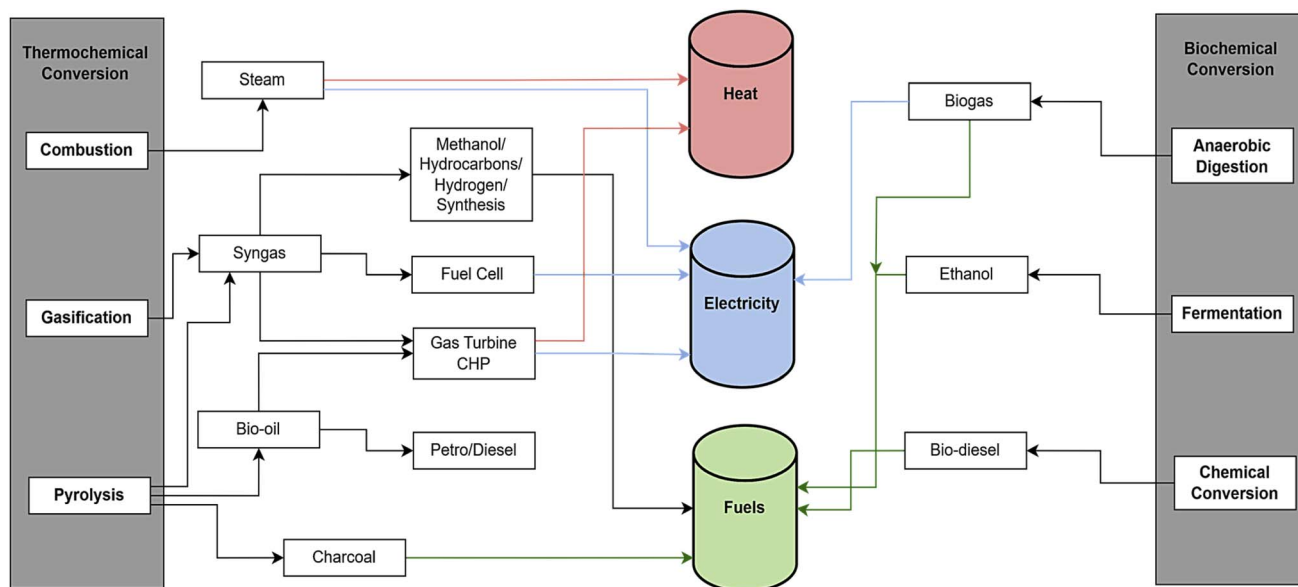 Thermochemical
Conversion
Combustion
Gasification
Pyrolysis
Steam
Methanol/
Hydrocarbons/
Hydrogen/
Synthesis
Syngas
Fuel Cell
Gas Turbine
CHP
Bio-oil
Petro/Diesel
Charcoal
Heat
Electricity
Fuels
Biogas
Ethanol
Bio-diesel
Biochemical
Conversion
Anaerobic
Digestion
Fermentation
Chemical
Conversion